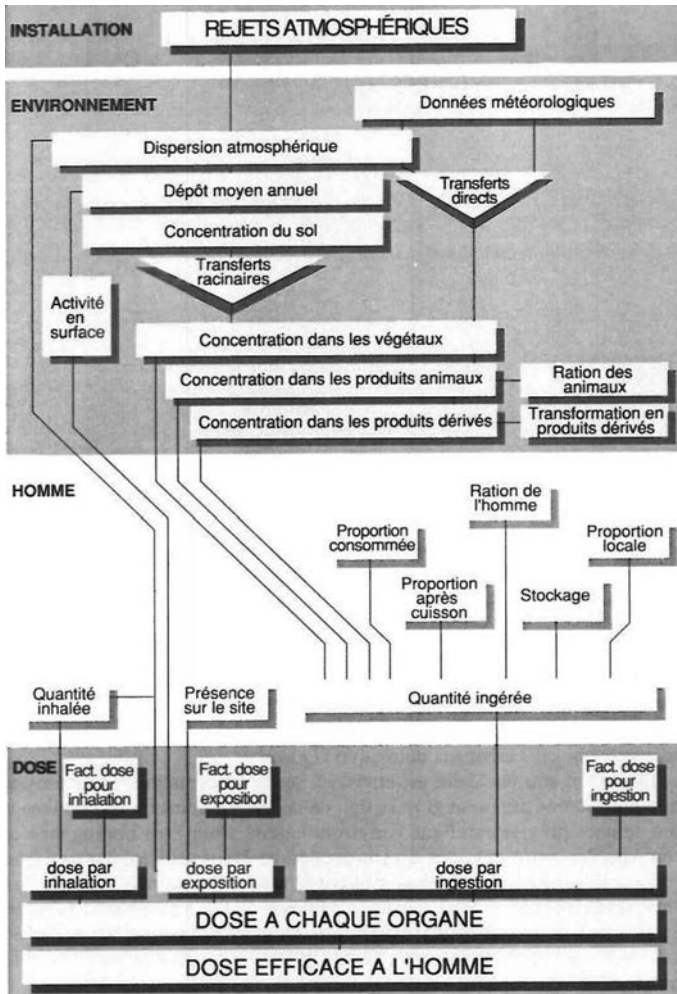 INSTALLATION
REJETS ATMOSPHÉRIQUES
ENVIRONNEMENT
Données météorologiques
Dispersion atmosphérique
Dépôt moyen annuel
Transferts
directs
Concentration du sol
Transferts
racinaires
Activité
en
surface
Concentration dans les végétaux
Concentration dans les produits animaux
Ration des
animaux
Concentration dans les produits dérivés
Transformation en
produits dérivés
HOMME
Ration de
l'homme
Proportion
consommée
Proportion
locale
Proportion
après
cuisson
Stockage
Quantité
inhalée
Présence
sur le site
Quantité ingérée
DOSE
Fact. dose
pour
inhalation
Fact. dose
pour
exposition
Fact. dose
pour
ingestion
dose par
inhalation
dose par
exposition
dose par
ingestion
DOSE A CHAQUE ORGANE
DOSE EFFICACE A L'HOMME